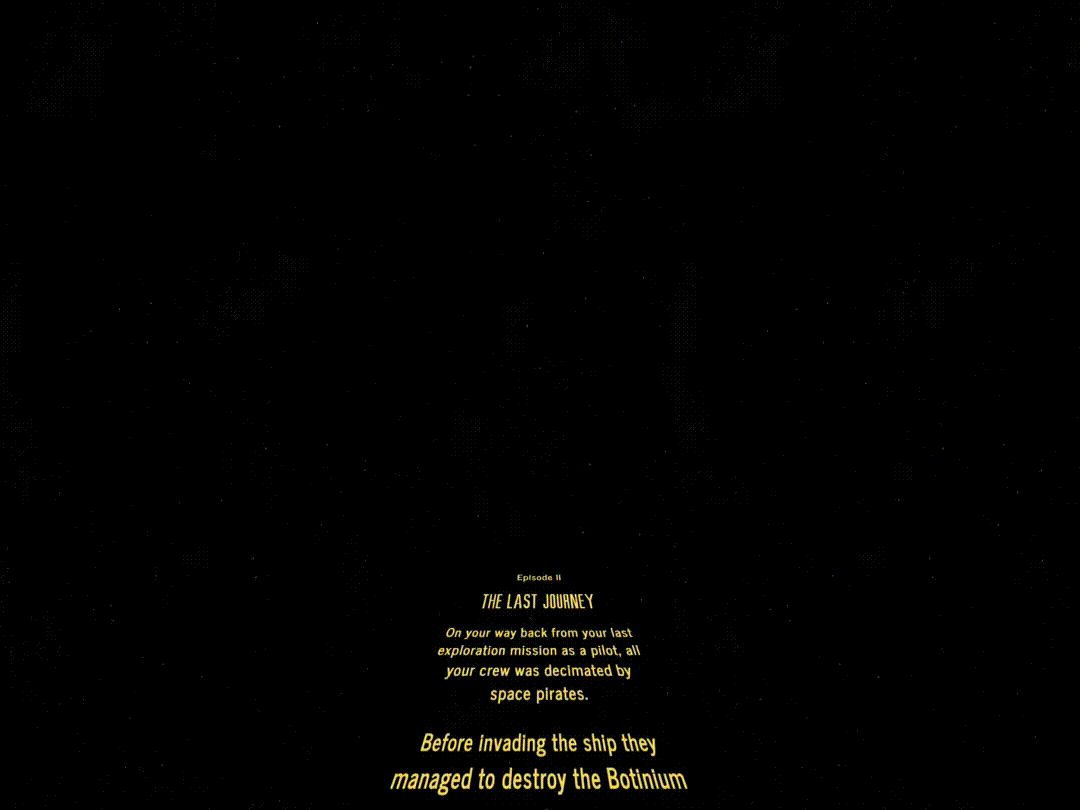 Episode II
THE LAST JOURNEY
On your way back from your last
exploration mission as a pilot, all
your crew was decimated by
space pirates.
Before invading the ship they
managed to destroy the Botinium